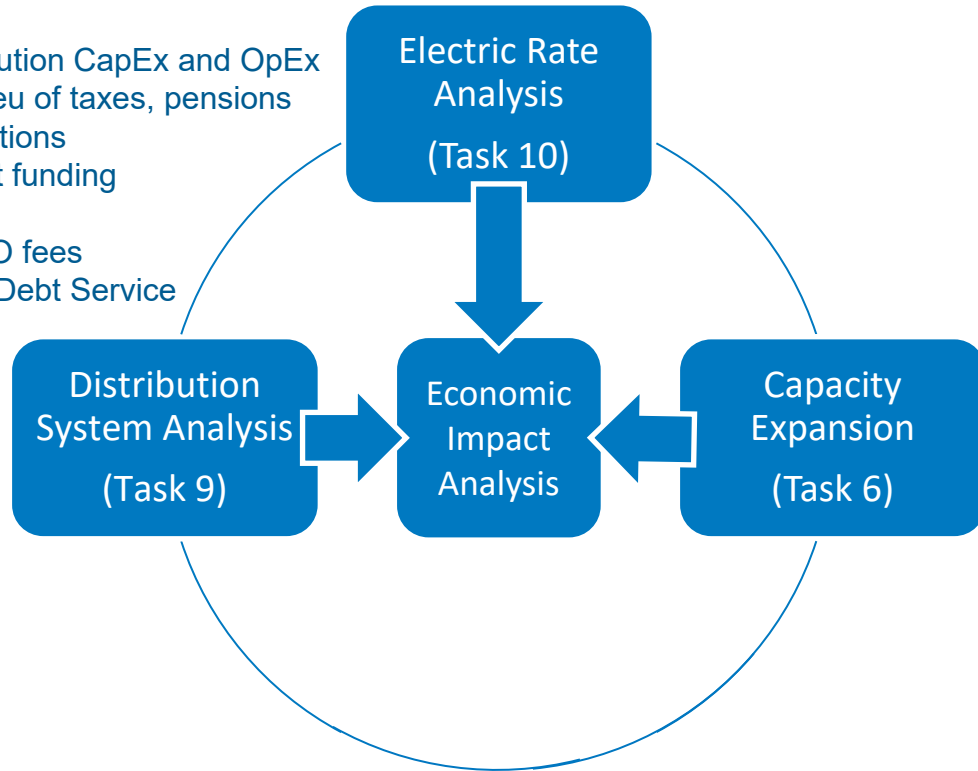 ution CapEx and OpEx
eu of taxes, pensions
tions
t funding
O fees
Debt Service
Electric Rate
Analysis
(Task 10)
Distribution
System Analysis
(Task 9)
Economic
Impact
Analysis
Capacity
Expansion
(Task 6)